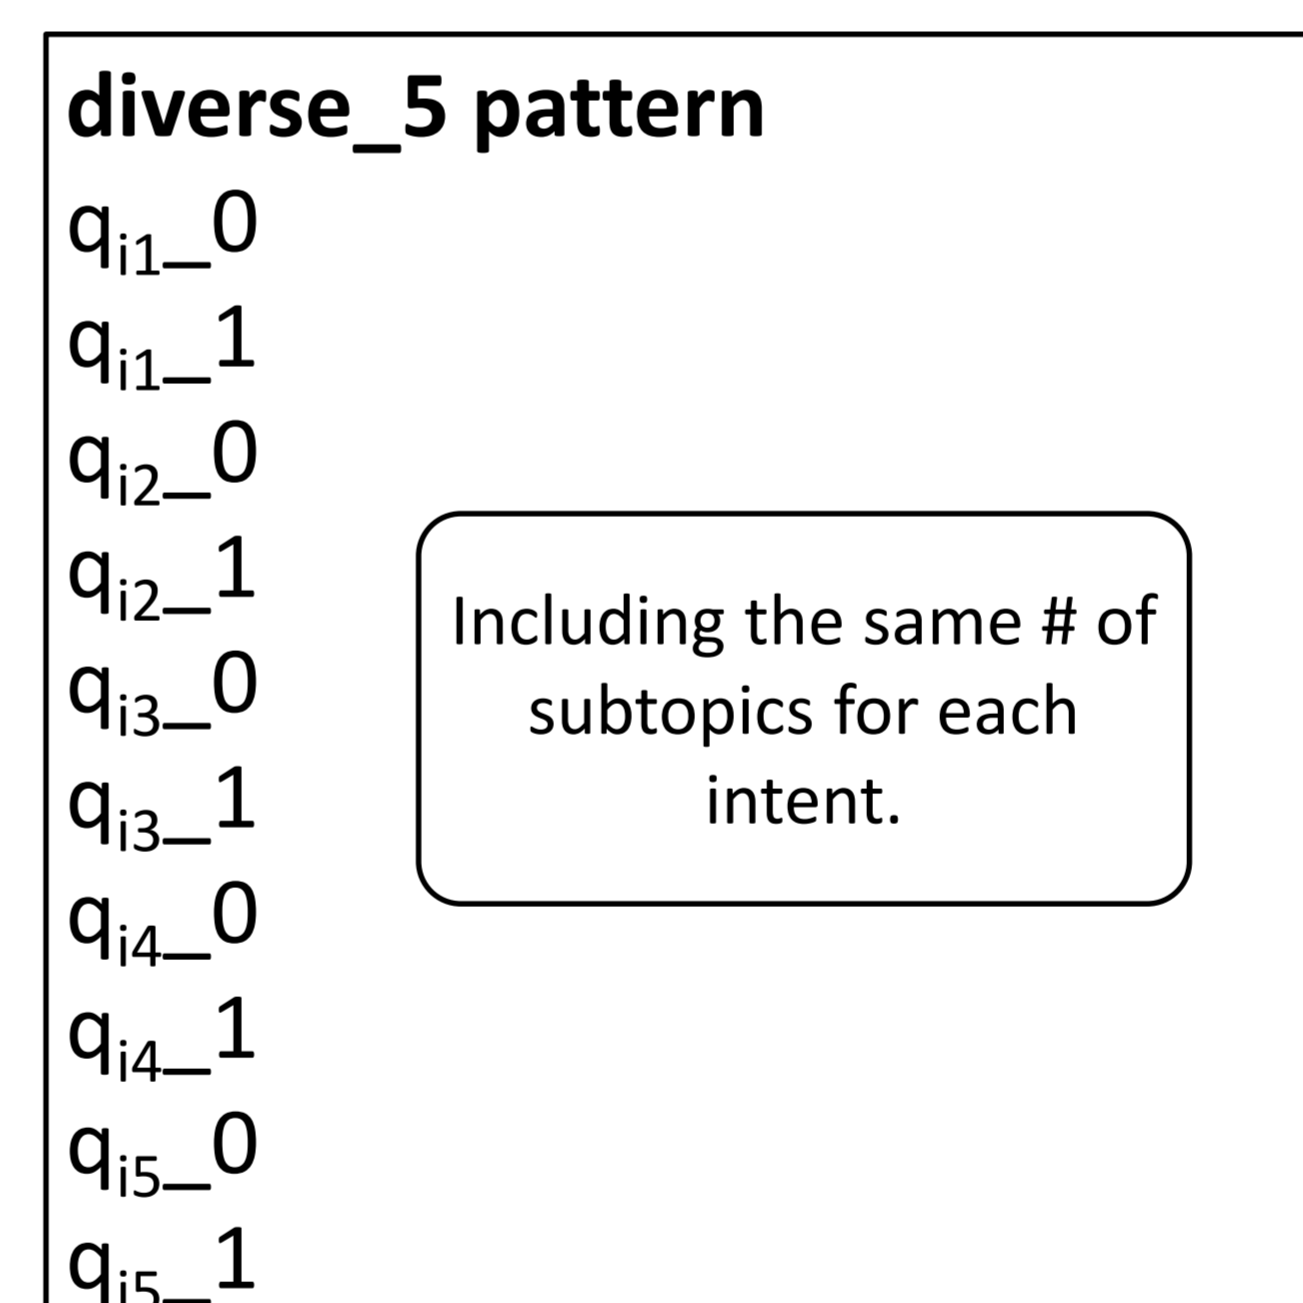 diverse_5 pattern
qi1_0
qi1_1
qi2_0
qi2_1
qi3_0
qi3_1
qi4_0
qi4_1
qi5_0
qi5_1
Including the same # of
subtopics for each
intent.